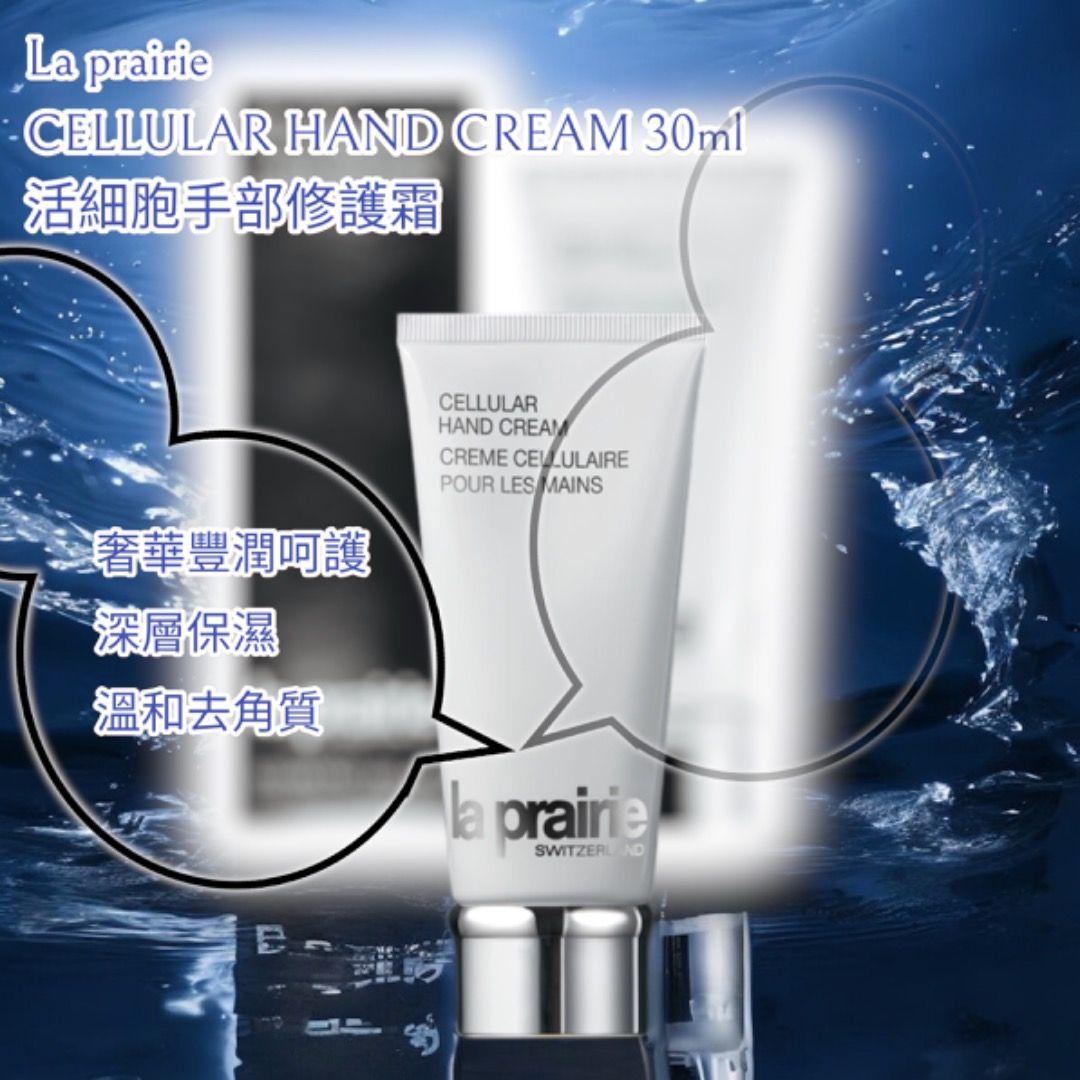 La prairie
CELLULAR HAND CREAM 30ml
活細胞手部修護霜
CELLULAR
HAND CREAM
CREME CELLULAIRE
POUR LES MAINS
奢華豐潤呵護
深層保濕
溫和去角質
la prairie
SWITZERLAND